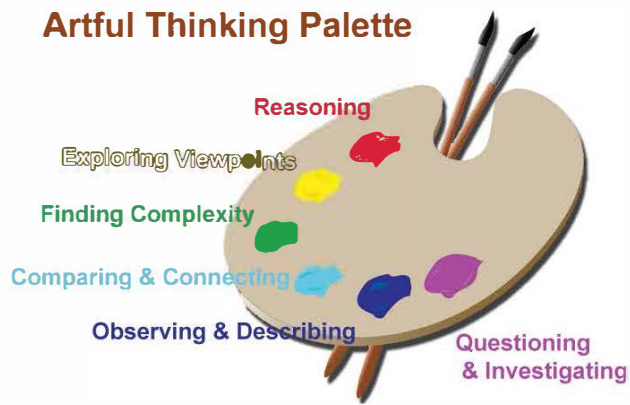 Artful Thinking Palette
Reasoning
Exploring Viewpoints
Finding Complexity
Comparing & Connecting
Observing & Describing
Questioning
& Investigating